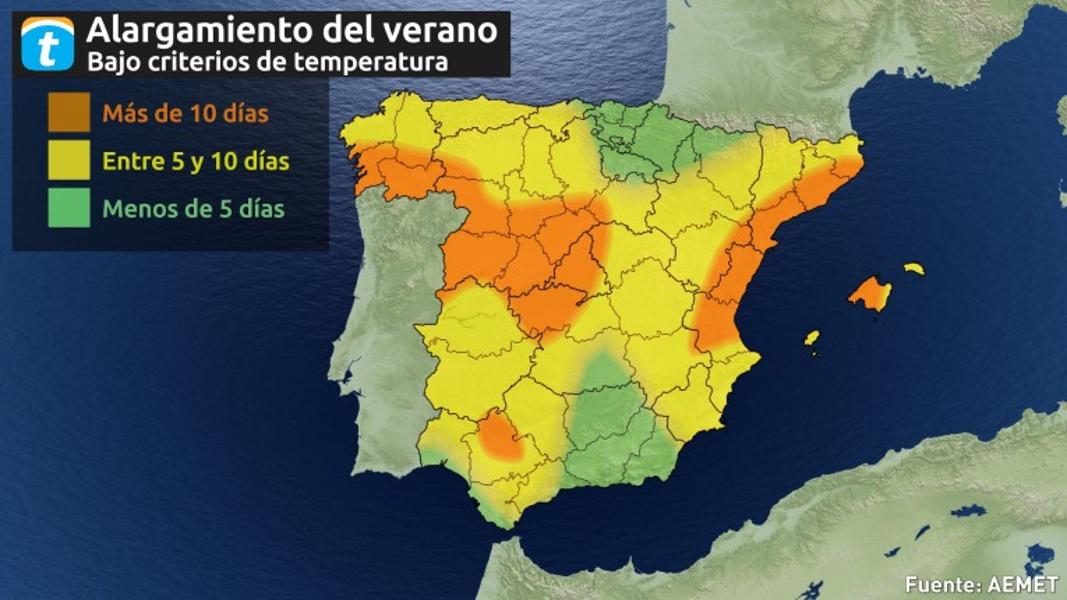 t
Alargamiento del verano
Bajo criterios de temperatura
Más de 10 días
Entre 5 y 10 días
Menos de 5 días
Fuente: AEMET